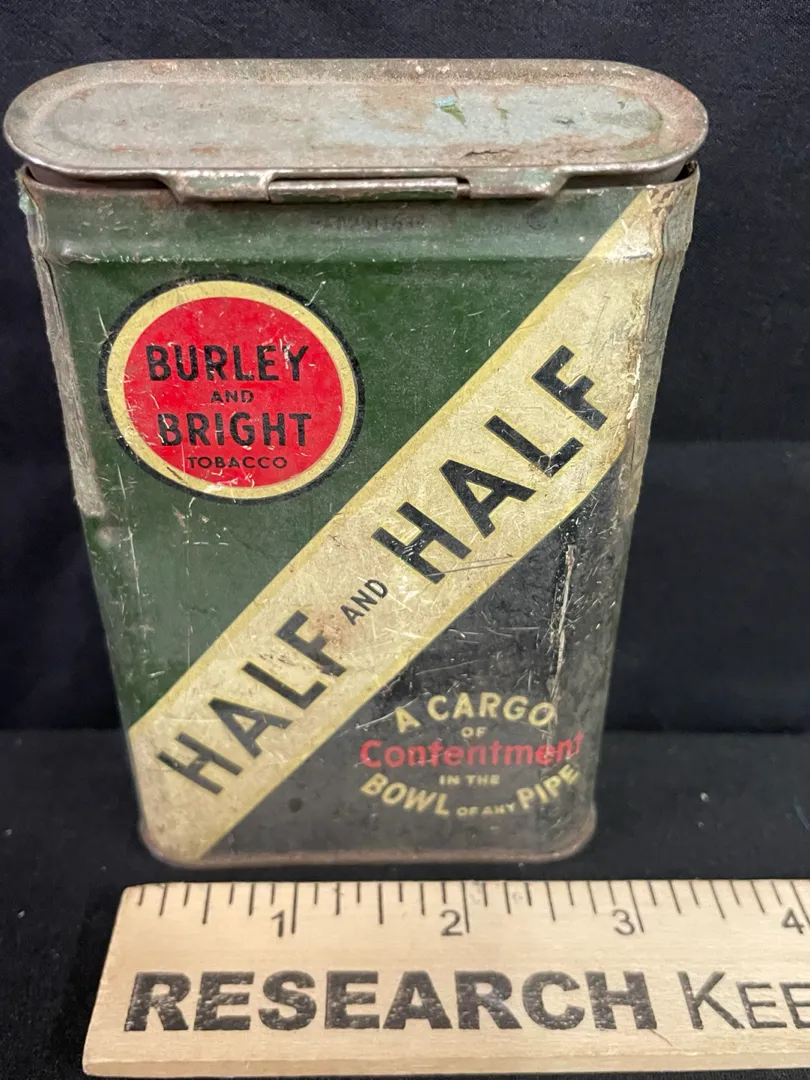 BURLEY
AND
BRIGHT
TOBACCO
HALF AND HALF
A CARGO
OF
Contentment
IN THE
BOWL OF ANY PIPE
1 2 3 4
RESEARCH